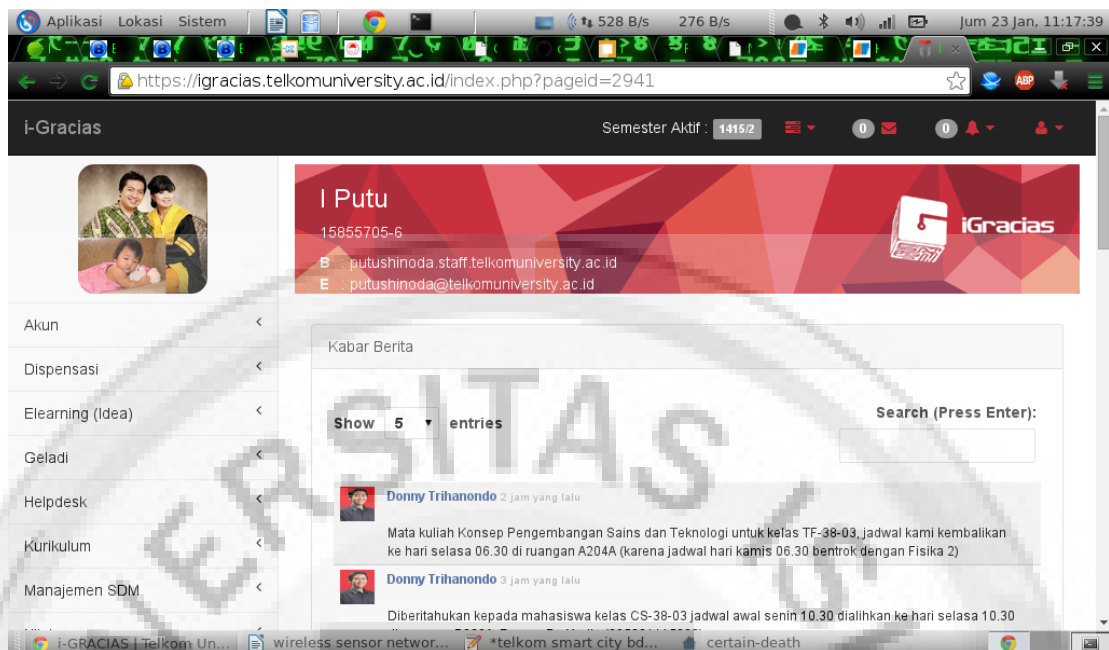 Aplikasi Lokasi Sistem 528 B/s 276 B/s Jum 23 Jan, 11:17:39
https://igracias.telkomuniversity.ac.id/index.php?pageid=2941 ABP
i-Gracias Semester Aktif : 1415/2 0 0
I Putu
15855705-6
B : putushinoda.staff.telkomuniversity.ac.id
E : putushinoda@telkomuniversity.ac.id
iGracias
Akun
Dispensasi
Elearning (Idea)
Geladi
Helpdesk
Kurikulum
Manajemen SDM
Kabar Berita
Show 5 entries
Search (Press Enter):
Donny Trihanondo 2 jam yang lalu
Mata kuliah Konsep Pengembangan Sains dan Teknologi untuk kelas TF-38-03, jadwal kami kembalikan
ke hari selasa 06.30 di ruangan A204A (karena jadwal hari kamis 06.30 bentrok dengan Fisika 2)
Donny Trihanondo 3 jam yang lalu
Diberitahukan kepada mahasiswa kelas CS-38-03 jadwal awal senin 10.30 dialihkan ke hari selasa 10.30
ERSITAS
i-GRACIAS | Telkom Un... wireless sensor networ... *telkom smart city bd... certain-death